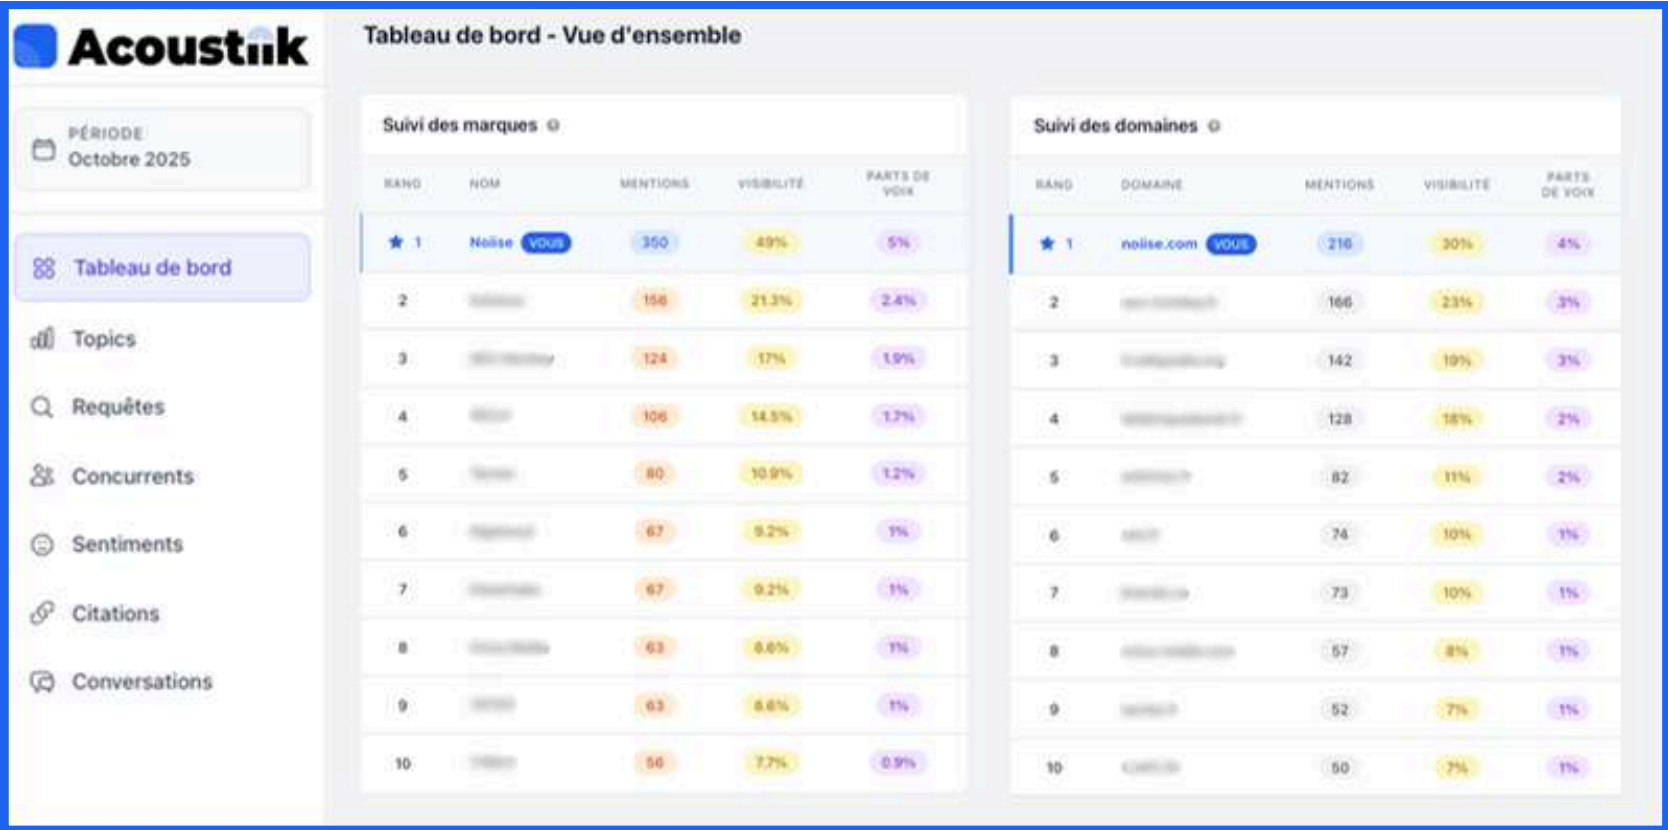 Acoustiik
PÉRIODE
Octobre 2025
Tableau de bord
Topics
Requêtes
Concurrents
Sentiments
Citations
Conversations
Tableau de bord - Vue d'ensemble
Suivi des marques
RANG NOM MENTIONS VISIBILITÉ PARTS DE VOIX
1 Noiise VOUS 350 49% 5%
2 156 21.3% 2.4%
3 124 17% 1.9%
4 106 14.5% 1.7%
5 80 10.9% 1.2%
6 67 9.2% 1%
7 67 9.2% 1%
8 63 8.6% 1%
9 63 8.6% 1%
10 56 7.7% 0.9%
Suivi des domaines
RANG DOMAINE MENTIONS VISIBILITÉ PARTS DE VOIX
1 noiise.com VOUS 216 30% 4%
2 166 23% 3%
3 142 19% 3%
4 128 18% 2%
5 82 11% 2%
6 74 10% 1%
7 73 10% 1%
8 57 8% 1%
9 52 7% 1%
10 50 7% 1%